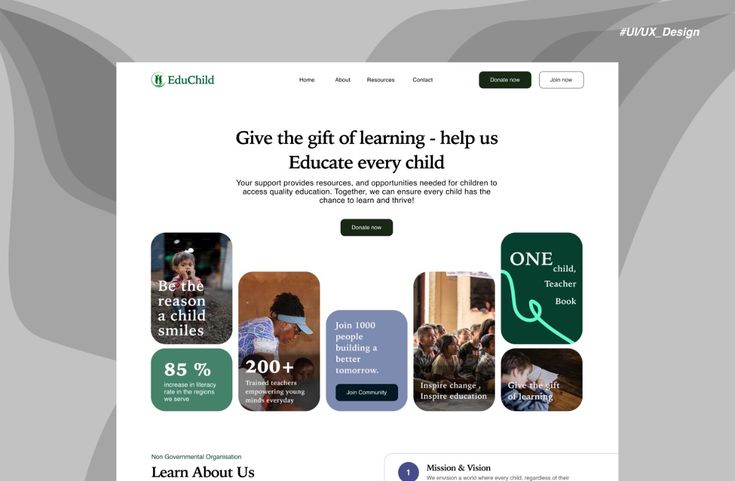 #UI/UX_Design
EduChild
Home
About
Resources
Contact
Donate now
Join now
Give the gift of learning - help us
Educate every child
Your support provides resources, and opportunities needed for children to
access quality education. Together, we can ensure every child has the
chance to learn and thrive!
Donate now
Be the
reason
a child
smiles
85 %
increase in literacy
rate in the regions
we serve
200+
Trained teachers
empowering young
minds everyday
Join 1000
people
building a
better
tomorrow.
Join Community
Inspire change ,
Inspire education
ONE
child,
Teacher
Book
Give the gift
of learning
Non Governmental Organisation
Learn About Us
1
Mission & Vision
We envision a world where every child, regardless of their